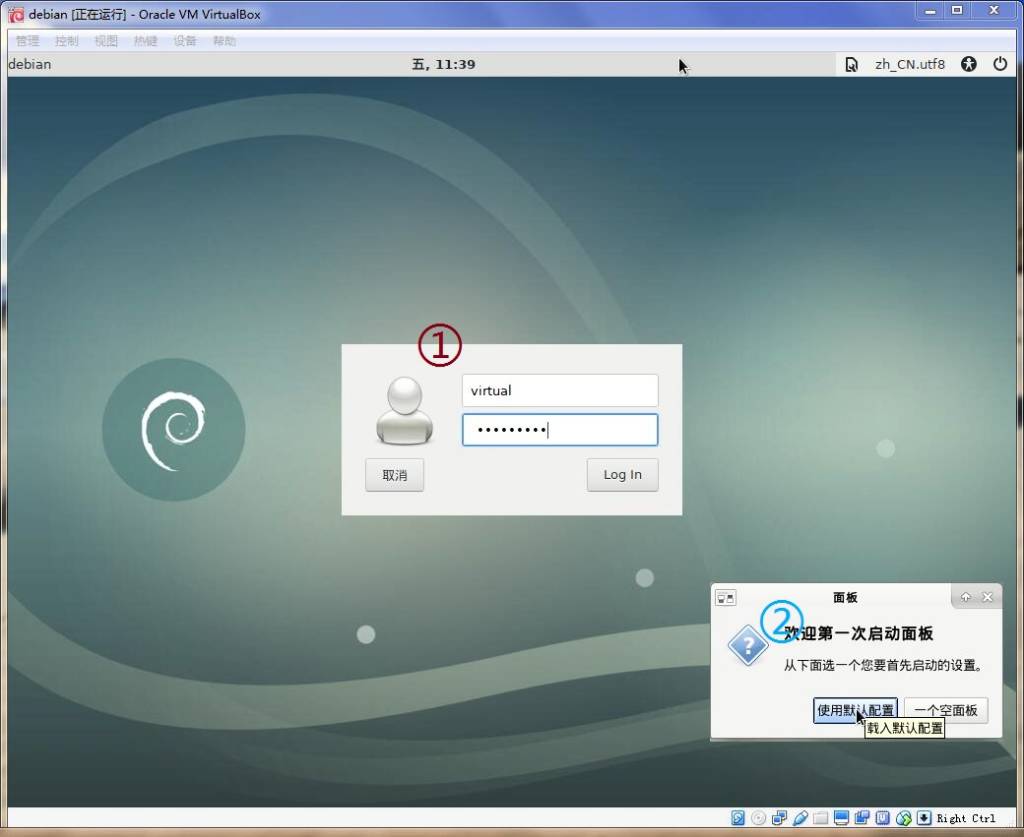 debian [正在运行] - Oracle VM VirtualBox
管理 控制 视图 热键 设备 帮助
debian 五, 11:39 zh_CN.utf8
①
virtual
•••••••••
取消 Log In
面板
②
欢迎第一次启动面板
从下面选一个您要首先启动的设置。
使用默认配置 一个空面板
载入默认配置
Right Ctrl